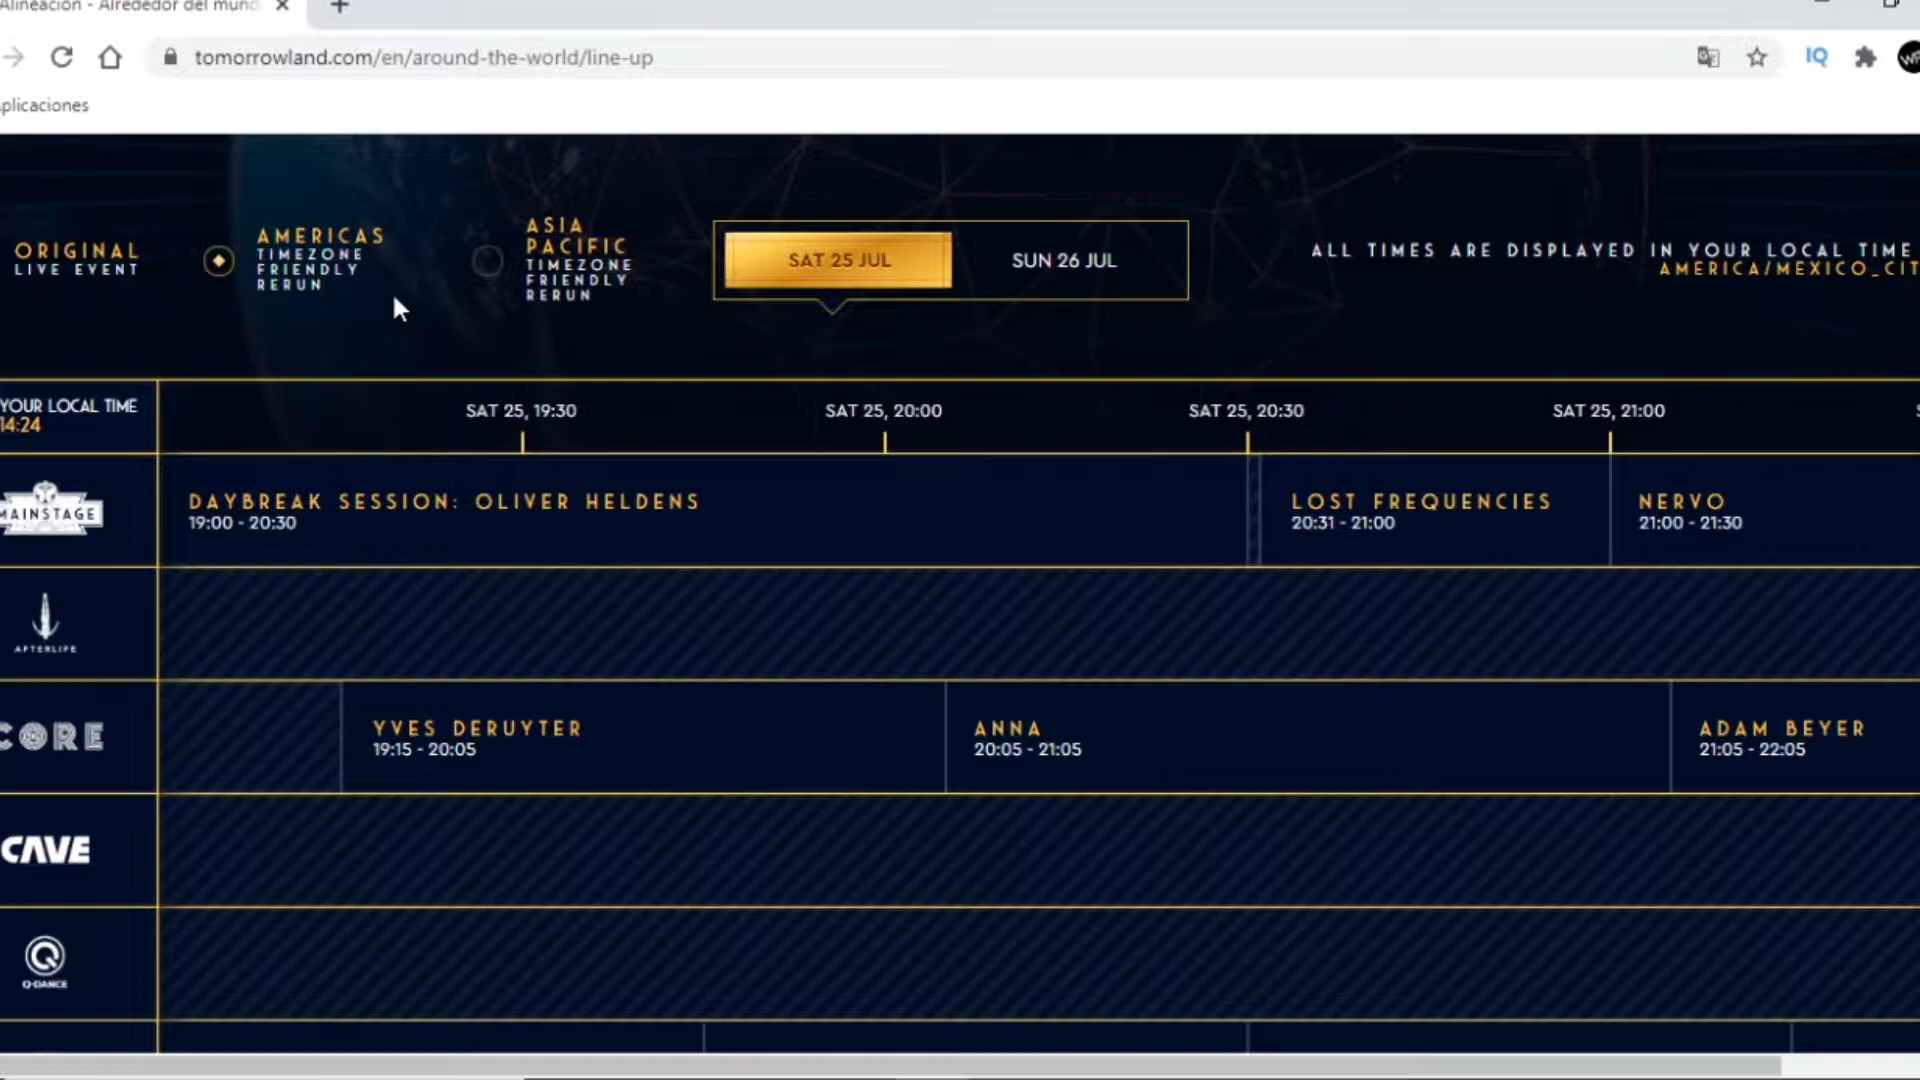 Alineación - Alrededor del mund
tomorrowland.com/en/around-the-world/line-up
IQ
plicaciones
ORIGINAL
LIVE EVENT
AMERICAS
TIMEZONE
FRIENDLY
RERUN
ASIA
PACIFIC
TIMEZONE
FRIENDLY
RERUN
SAT 25 JUL
SUN 26 JUL
ALL TIMES ARE DISPLAYED IN YOUR LOCAL TIME
AMERICA/MEXICO_CIT
YOUR LOCAL TIME
14:24
SAT 25, 19:30
SAT 25, 20:00
SAT 25, 20:30
SAT 25, 21:00
MAINSTAGE
DAYBREAK SESSION: OLIVER HELDENS
19:00 - 20:30
LOST FREQUENCIES
20:31 - 21:00
NERVO
21:00 - 21:30
AFTERLIFE
CORE
YVES DERUYTER
19:15 - 20:05
ANNA
20:05 - 21:05
ADAM BEYER
21:05 - 22:05
CAVE
Q-DANCE